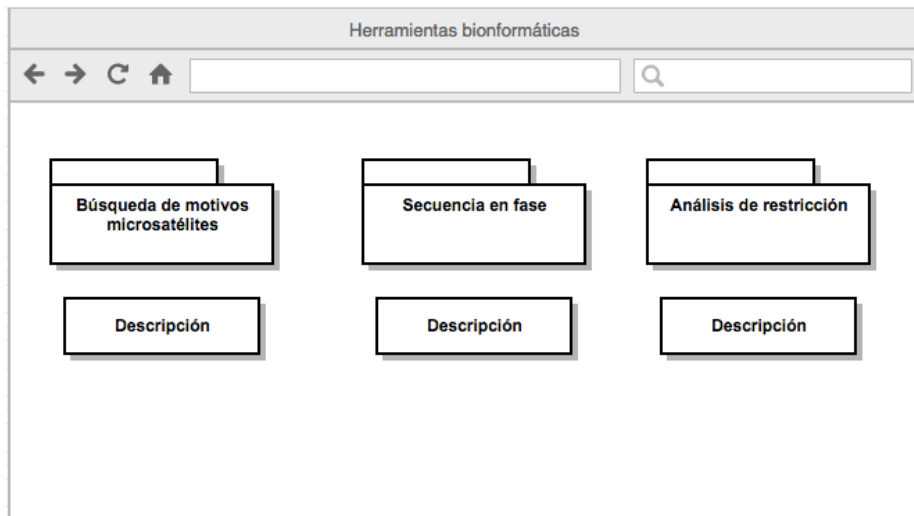 Herramientas bionformáticas
Búsqueda de motivos
microsatélites
Secuencia en fase
Análisis de restricción
Descripción
Descripción
Descripción